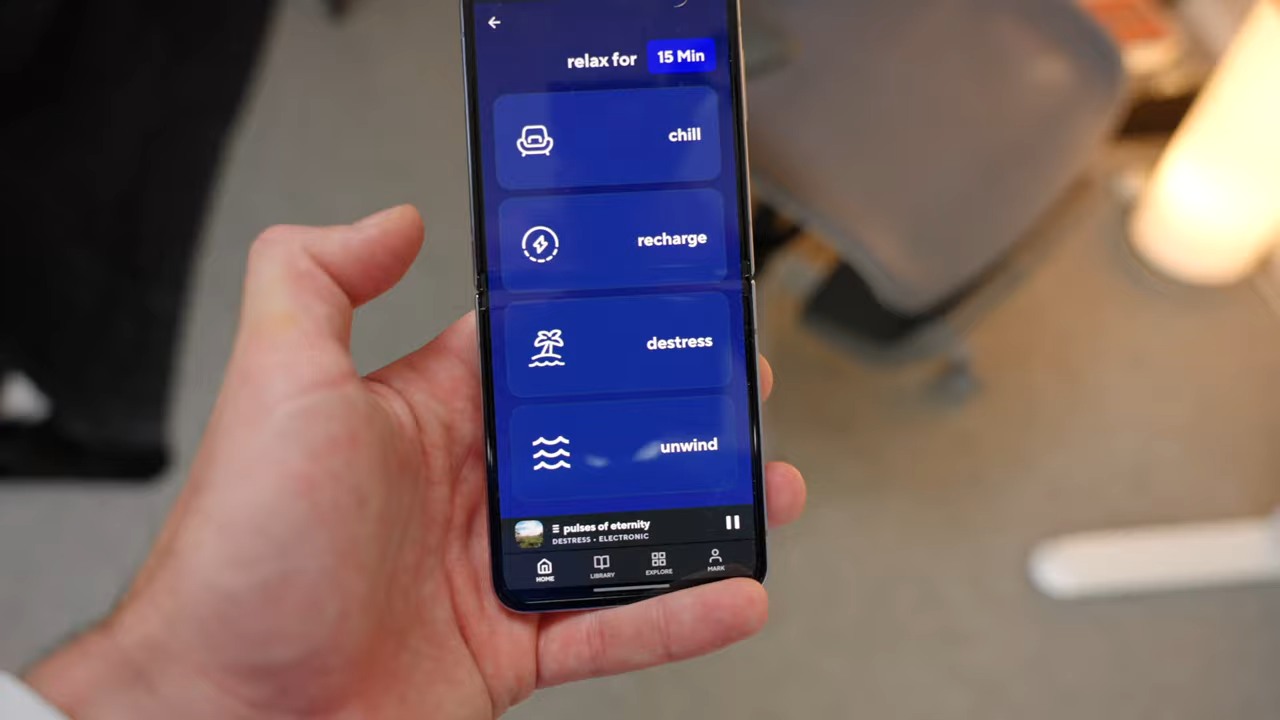 relax for 15 Min
chill
recharge
destress
unwind
pulses of eternity
DESTRESS • ELECTRONIC
HOME LIBRARY EXPLORE MARK